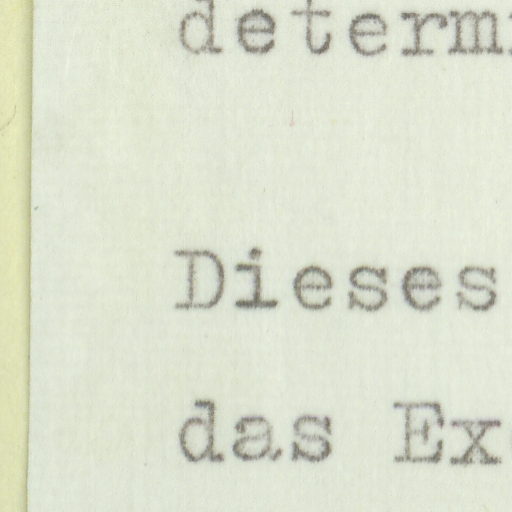 determ
Dieses
das Ex